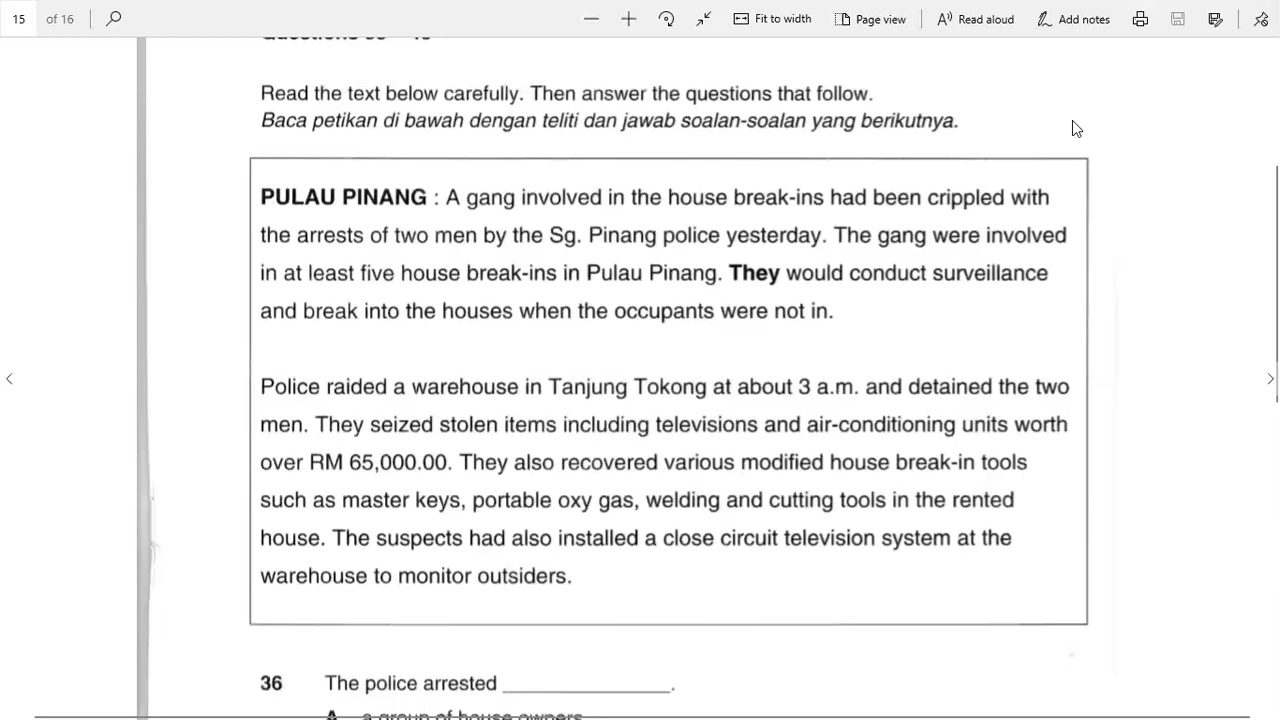 15 of 16 Fit to width Page view Read aloud Add notes
Read the text below carefully. Then answer the questions that follow.
Baca petikan di bawah dengan teliti dan jawab soalan-soalan yang berikutnya.
PULAU PINANG : A gang involved in the house break-ins had been crippled with
the arrests of two men by the Sg. Pinang police yesterday. The gang were involved
in at least five house break-ins in Pulau Pinang. They would conduct surveillance
and break into the houses when the occupants were not in.
Police raided a warehouse in Tanjung Tokong at about 3 a.m. and detained the two
men. They seized stolen items including televisions and air-conditioning units worth
over RM 65,000.00. They also recovered various modified house break-in tools
such as master keys, portable oxy gas, welding and cutting tools in the rented
house. The suspects had also installed a close circuit television system at the
warehouse to monitor outsiders.
36 The police arrested _______________.
A a group of house owners